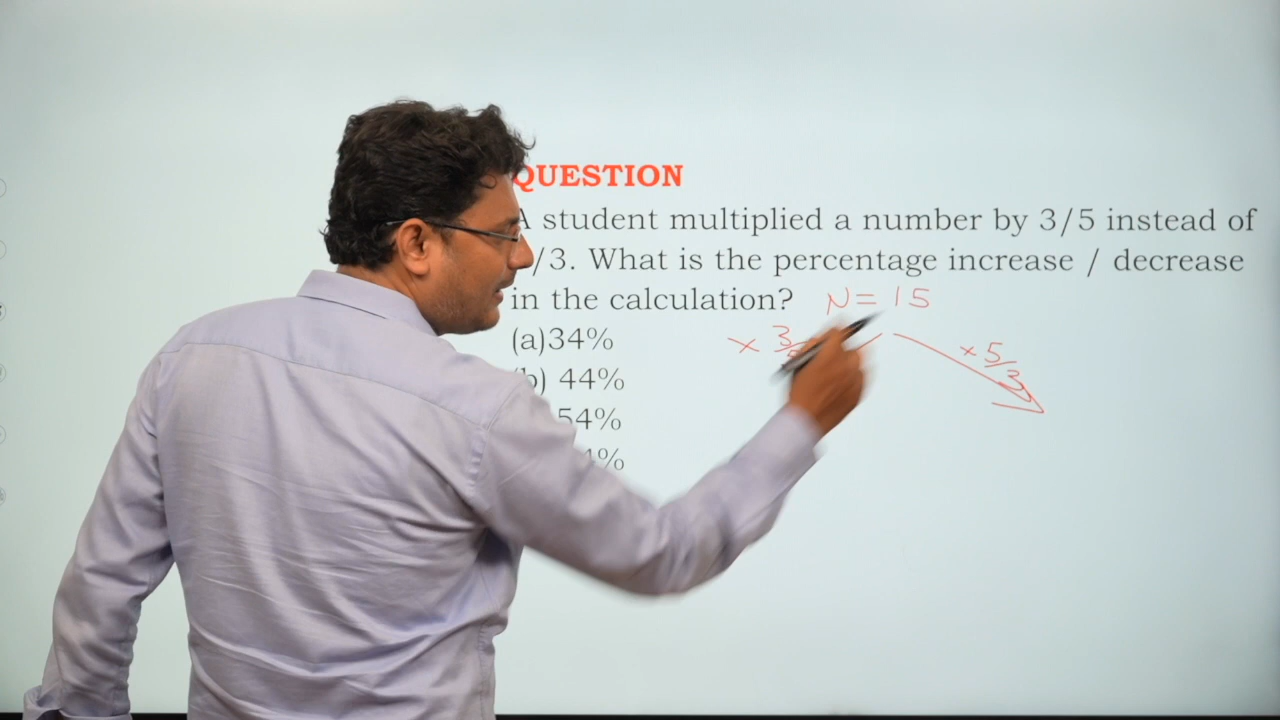 QUESTION
A student multiplied a number by 3/5 instead of
/3. What is the percentage increase / decrease
in the calculation? N = 15
(a)34% × 3/ × 5/3
(b) 44%
54%
4%